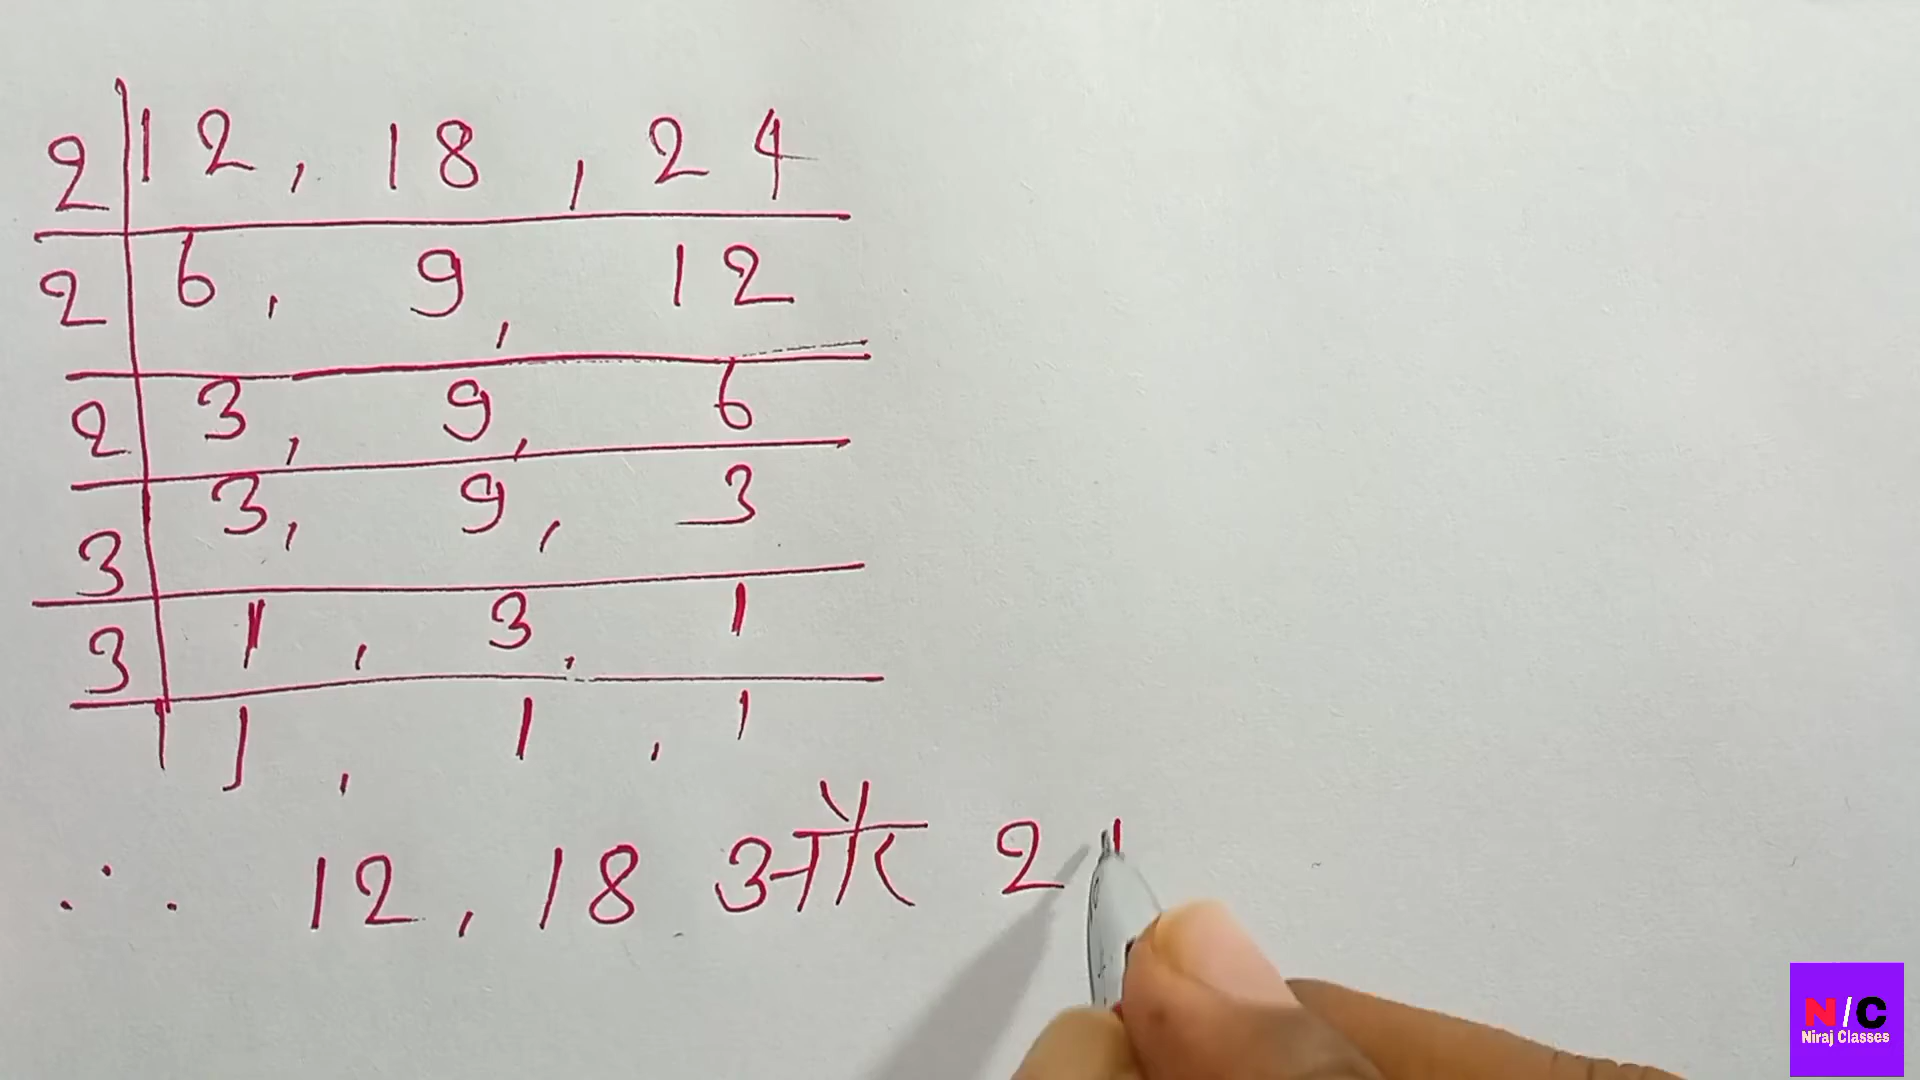 2 | 12, 18, 24
2 | 6, 9, 12
2 | 3, 9, 6
3 | 3, 9, 3
3 | 1, 3, 1
| 1, 1, 1
∴ 12, 18 और 2
N/C
Niraj Classes